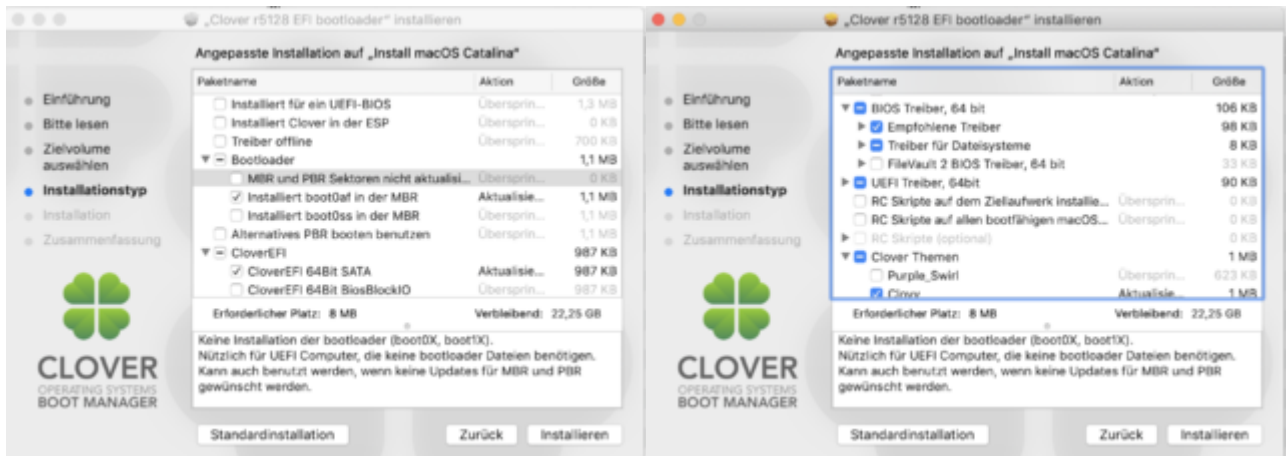 „Clover r5128 EFI bootloader“ installieren
Angepasste Installation auf „Install macOS Catalina“
Paketname Aktion Größe
Installiert für ein UEFI-BIOS Übersprin... 1,3 MB
Installiert Clover in der ESP Übersprin... 0 KB
Treiber offline Übersprin... 700 KB
Bootloader 1,1 MB
MBR und PBR Sektoren nicht aktualisi... Übersprin... 0 KB
Installiert boot0af in der MBR Aktualisie... 1,1 MB
Installiert boot0ss in der MBR Übersprin... 1,1 MB
Alternatives PBR booten benutzen Übersprin... 1,1 MB
CloverEFI 987 KB
CloverEFI 64Bit SATA Aktualisie... 987 KB
CloverEFI 64Bit BiosBlockIO Übersprin... 987 KB
Einführung
Bitte lesen
Zielvolume
auswählen
Installationstyp
Installation
Zusammenfassung
Erforderlicher Platz: 8 MB Verbleibend: 22,25 GB
Keine Installation der bootloader (boot0X, boot1X).
Nützlich für UEFI Computer, die keine bootloader Dateien benötigen.
Kann auch benutzt werden, wenn keine Updates für MBR und PBR
gewünscht werden.
CLOVER
OPERATING SYSTEMS
BOOT MANAGER
Standardinstallation Zurück Installieren
„Clover r5128 EFI bootloader“ installieren
Angepasste Installation auf „Install macOS Catalina“
Paketname Aktion Größe
BIOS Treiber, 64 bit 106 KB
Empfohlene Treiber 98 KB
Treiber für Dateisysteme 8 KB
FileVault 2 BIOS Treiber, 64 bit 33 KB
UEFI Treiber, 64bit 90 KB
RC Skripte auf dem Ziellaufwerk installie... Übersprin... 0 KB
RC Skripte auf allen bootfähigen macOS... Übersprin... 0 KB
RC Skripte (optional) 0 KB
Clover Themen 1 MB
Purple_Swirl Übersprin... 623 KB
Clovy Aktualisie... 1 MB
Einführung
Bitte lesen
Zielvolume
auswählen
Installationstyp
Installation
Zusammenfassung
Erforderlicher Platz: 8 MB Verbleibend: 22,25 GB
Keine Installation der bootloader (boot0X, boot1X).
Nützlich für UEFI Computer, die keine bootloader Dateien benötigen.
Kann auch benutzt werden, wenn keine Updates für MBR und PBR
gewünscht werden.
CLOVER
OPERATING SYSTEMS
BOOT MANAGER
Standardinstallation Zurück Installieren